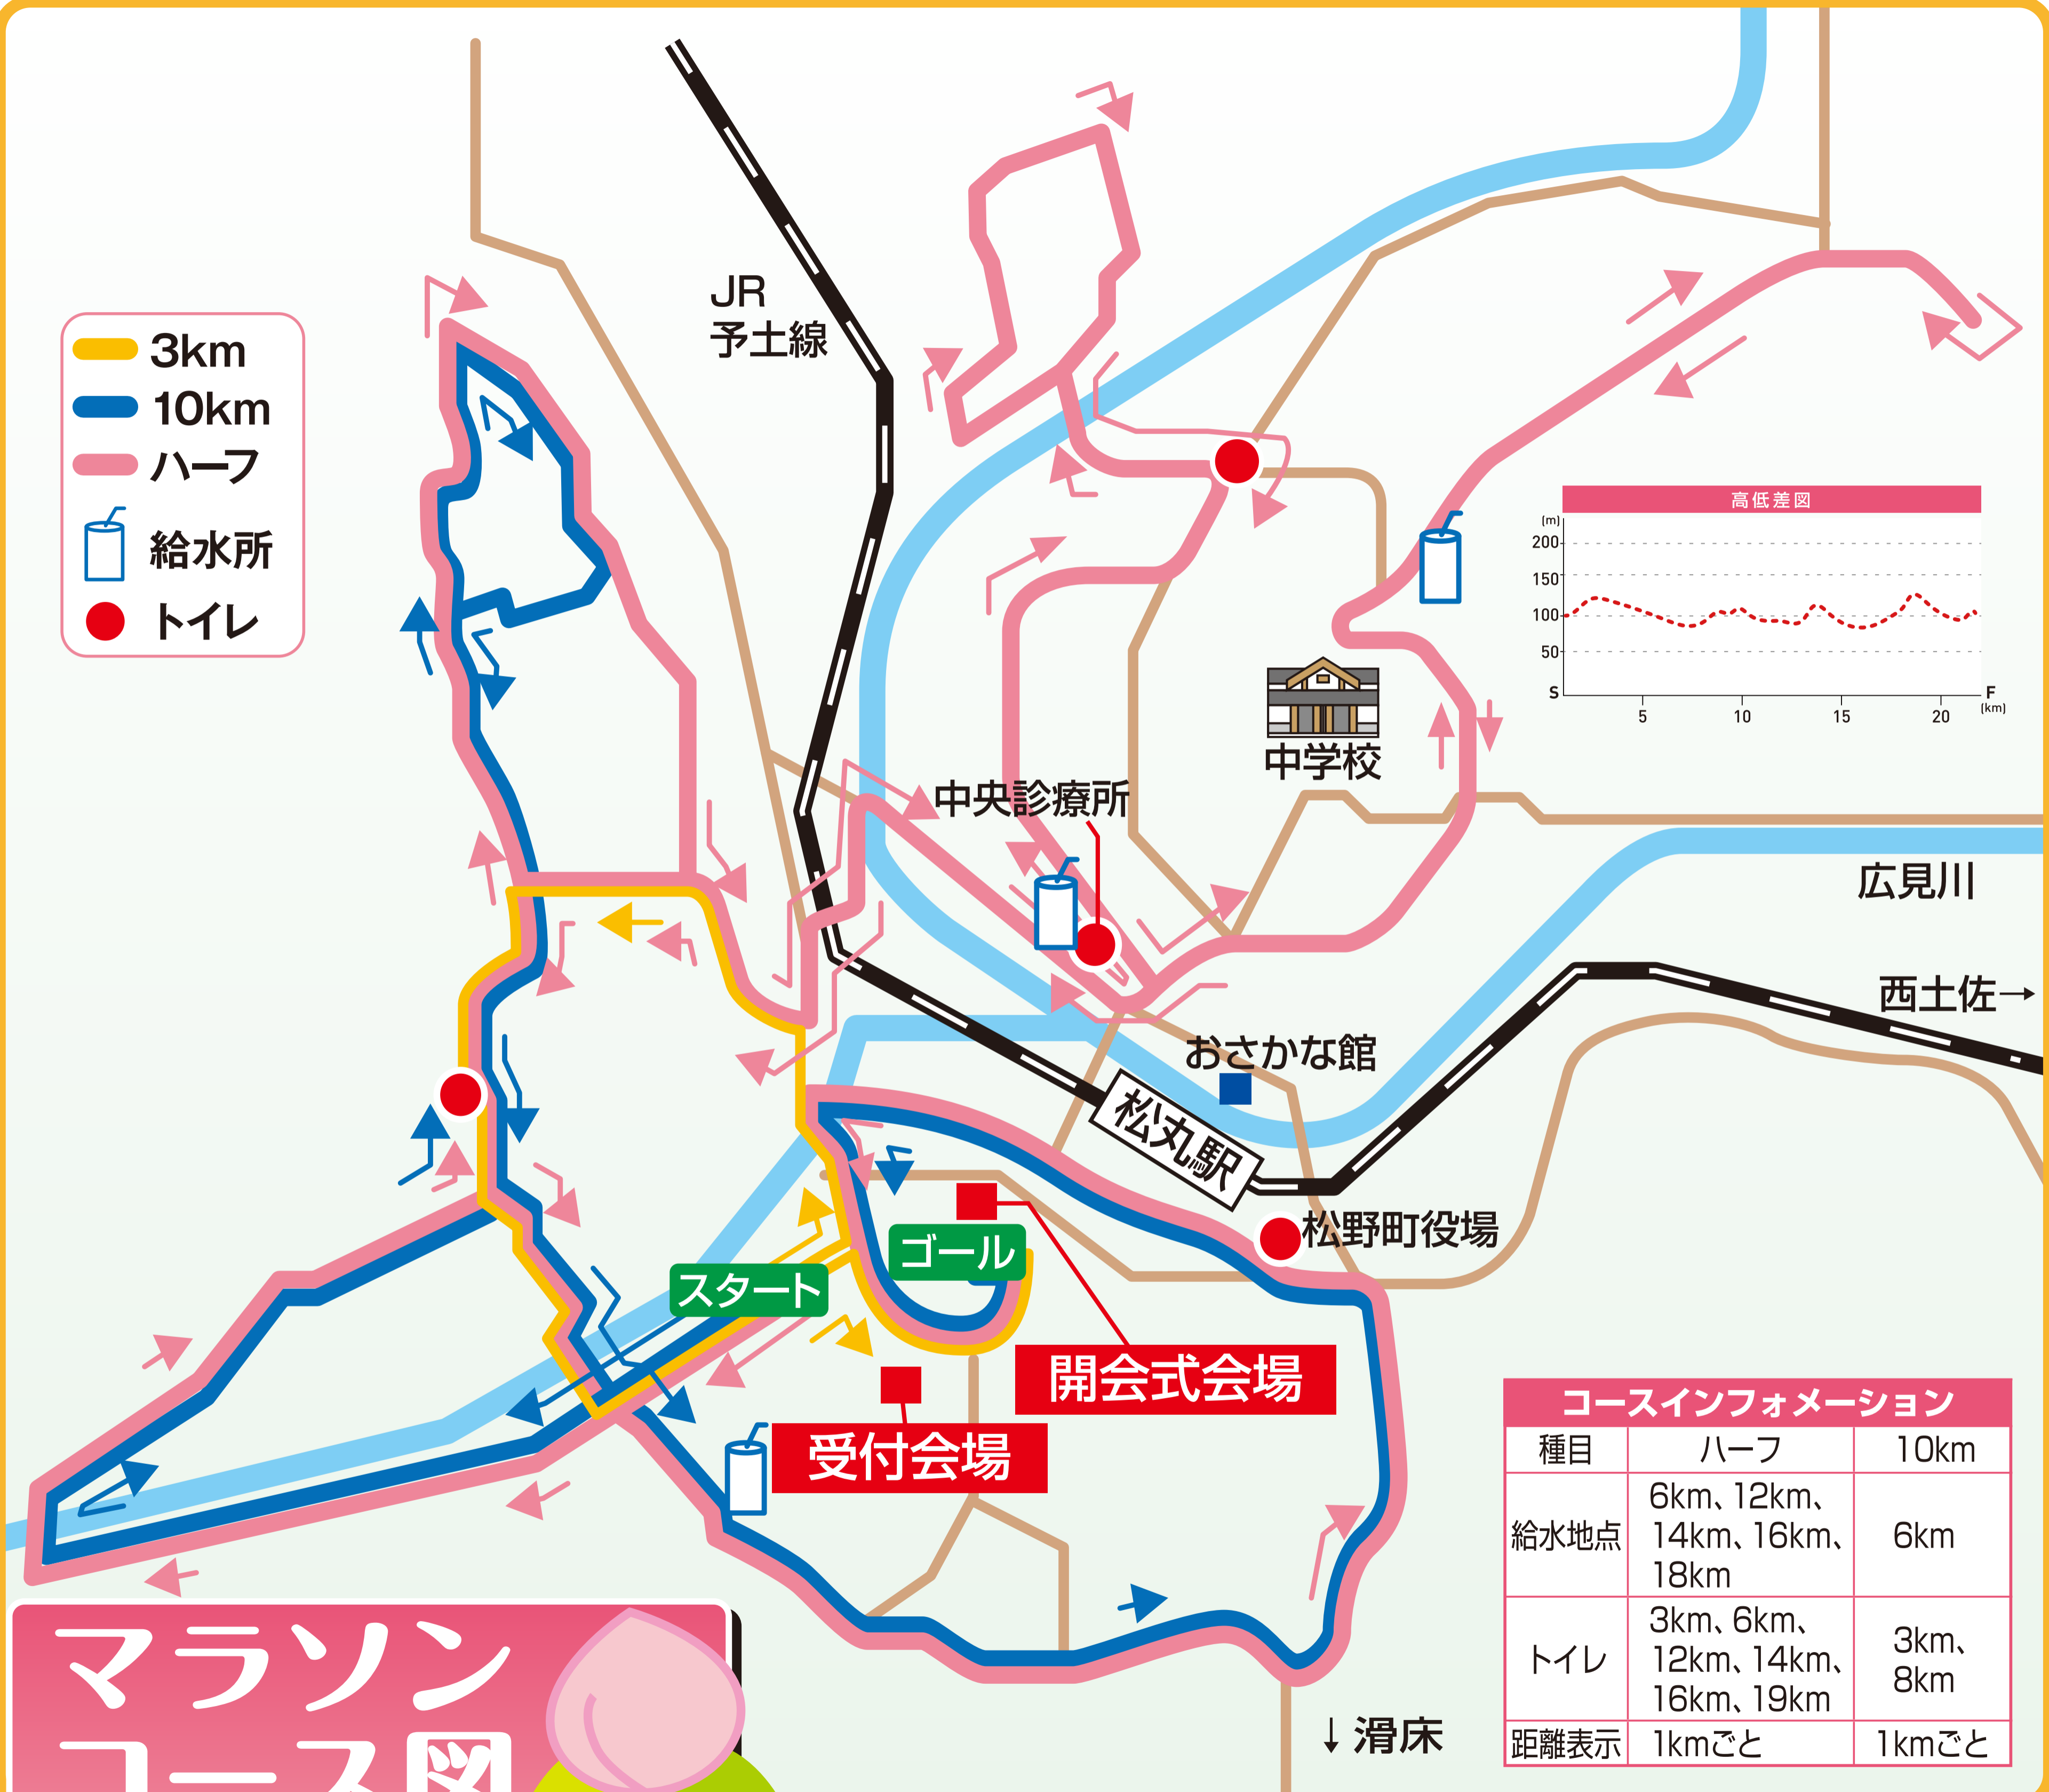 JR
予土線
3km
10km
ハーフ
給水所
トイレ
高低差図
(m)
200
150
100
50
S
F
5
10
15
20
(km)
中学校
中央診療所
広見川
西土佐→
おさかな館
松丸駅
松野町役場
ゴール
スタート
開会式会場
受付会場
コースインフォメーション
種目 ハーフ 10km
給水地点 6km、12km、 6km
14km、16km、
18km
トイレ 3km、6km、 3km、
12km、14km、 8km
16km、19km
距離表示 1kmごと 1kmごと
↓ 滑床
マラソン
コース図